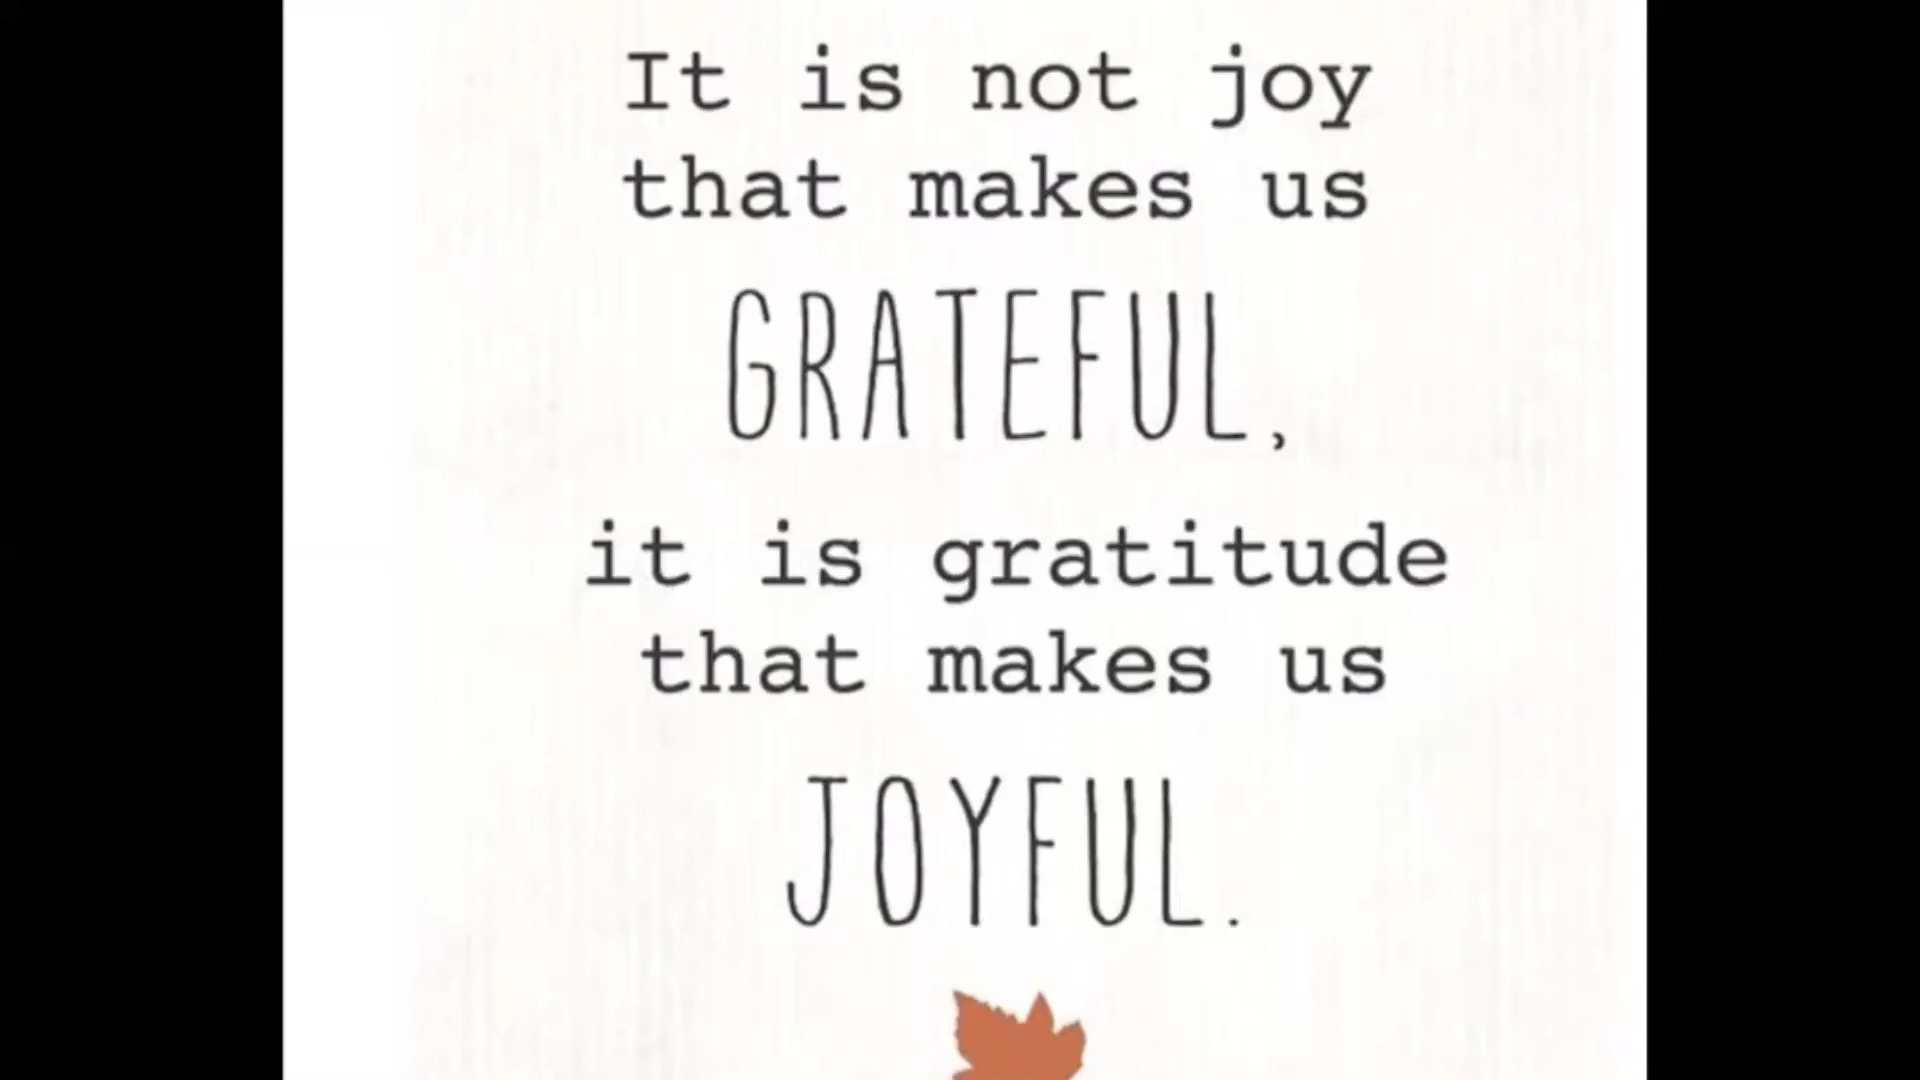 It is not joy
that makes us
GRATEFUL,
it is gratitude
that makes us
JOYFUL.